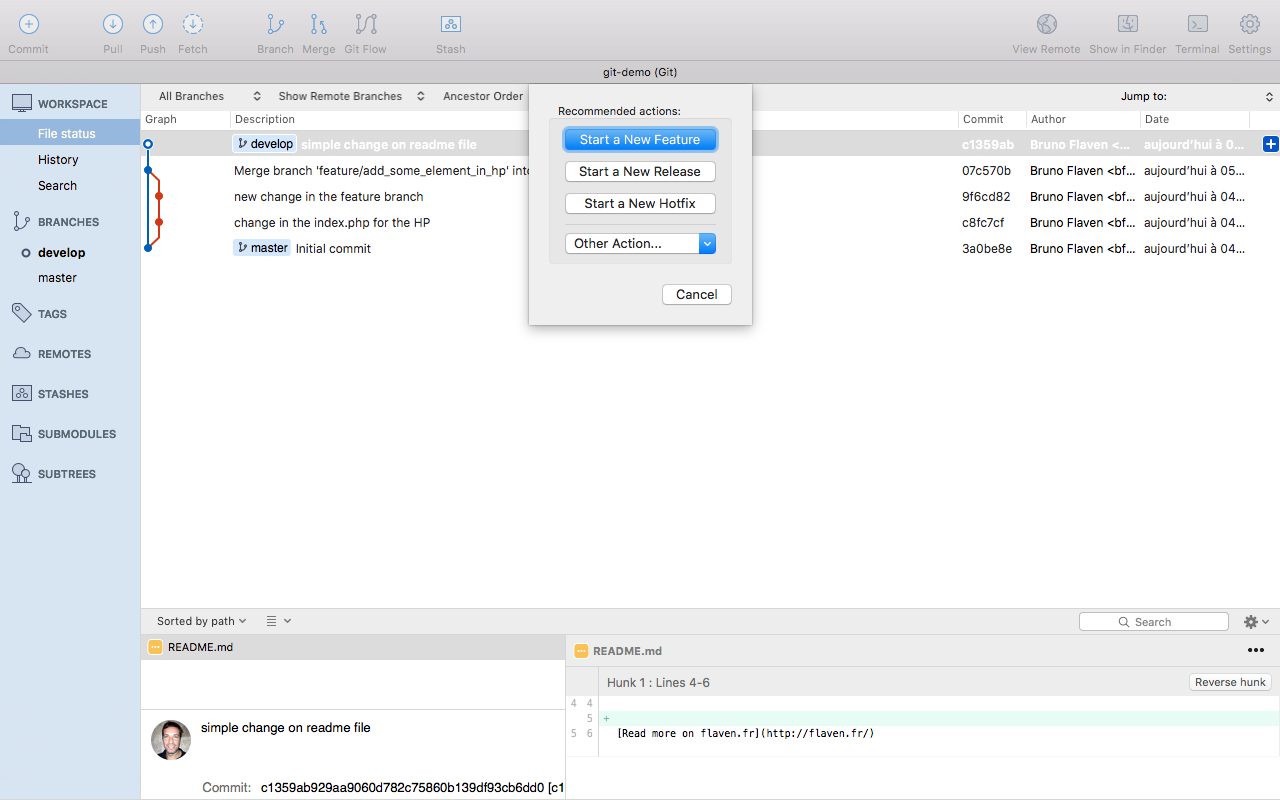 Commit Pull Push Fetch Branch Merge Git Flow Stash View Remote Show in Finder Terminal Settings
git-demo (Git)
WORKSPACE
File status
History
Search
BRANCHES
develop
master
TAGS
REMOTES
STASHES
SUBMODULES
SUBTREES
All Branches Show Remote Branches Ancestor Order Jump to:
Graph Description Commit Author Date
develop simple change on readme file c1359ab Bruno Flaven <... aujourd'hui à 0...
Merge branch 'feature/add_some_element_in_hp' into 07c570b Bruno Flaven <bf... aujourd'hui à 05...
new change in the feature branch 9f6cd82 Bruno Flaven <bf... aujourd'hui à 04...
change in the index.php for the HP c8fc7cf Bruno Flaven <bf... aujourd'hui à 04...
master Initial commit 3a0be8e Bruno Flaven <bf... aujourd'hui à 04...
Recommended actions:
Start a New Feature
Start a New Release
Start a New Hotfix
Other Action...
Cancel
Sorted by path Search
README.md
simple change on readme file
Commit: c1359ab929aa9060d782c75860b139df93cb6dd0 [c1
README.md
Hunk 1 : Lines 4-6 Reverse hunk
4 4
5 +
5 6 [Read more on flaven.fr](http://flaven.fr/)